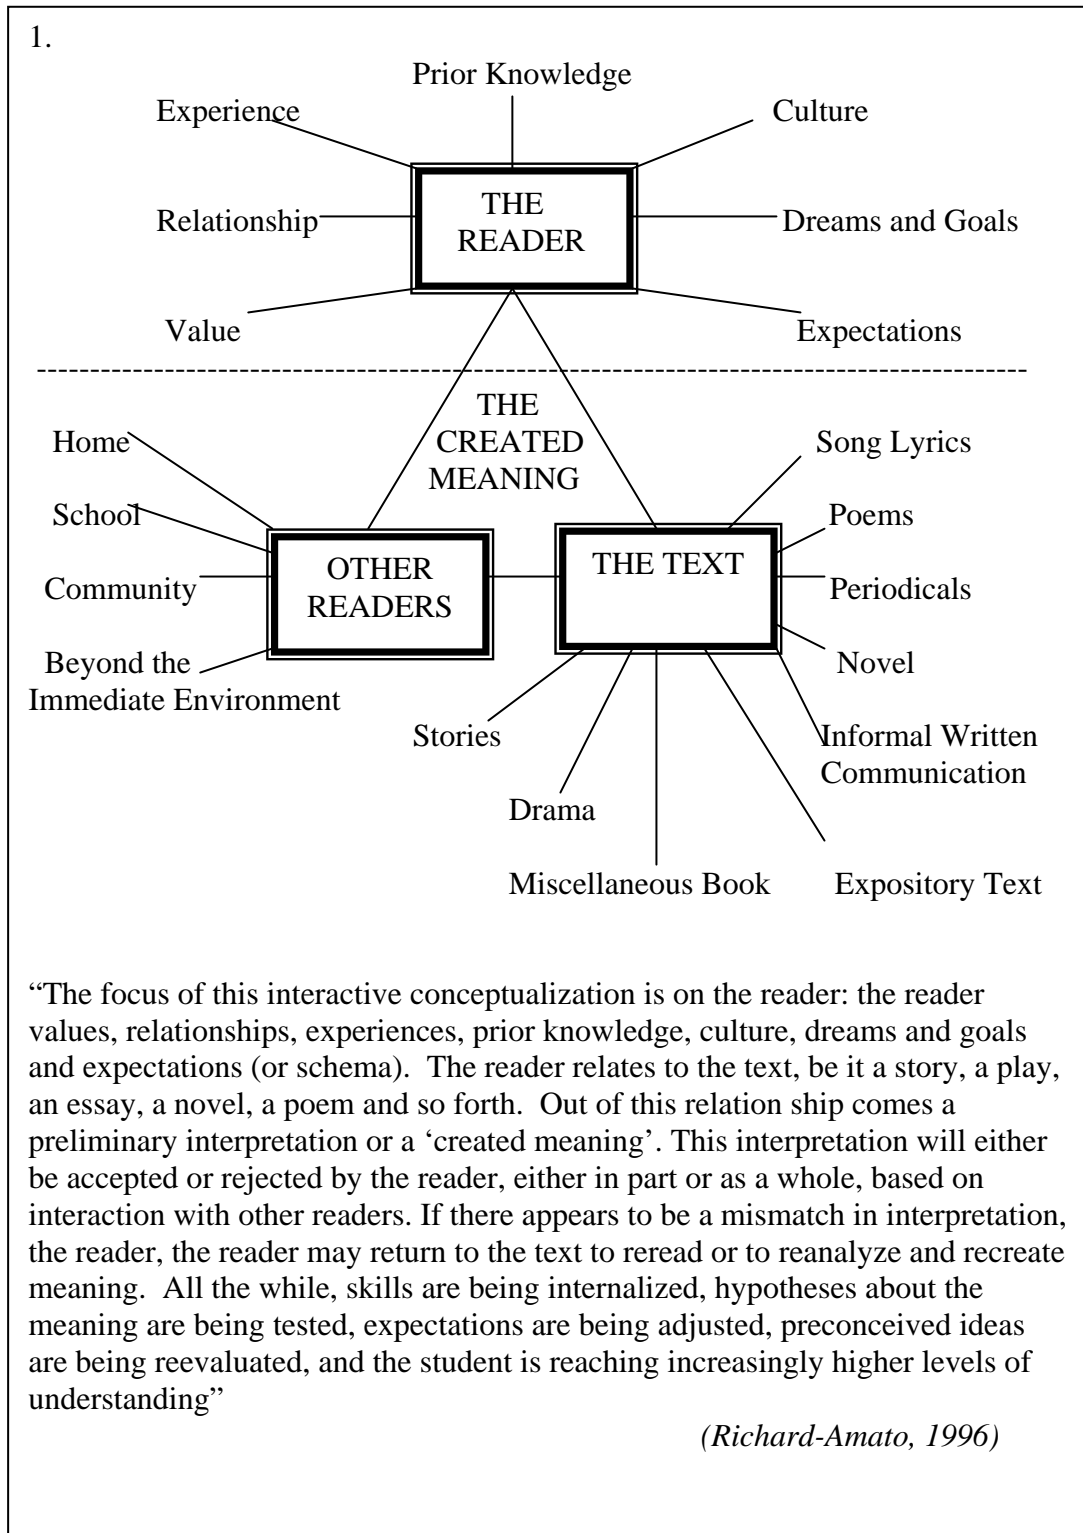 1.
Prior Knowledge
Experience
Culture
THE
READER
Relationship
Dreams and Goals
Value
Expectations
THE
CREATED
MEANING
Home
School
Community
Beyond the
Immediate Environment
OTHER
READERS
THE TEXT
Song Lyrics
Poems
Periodicals
Novel
Informal Written
Communication
Stories
Drama
Miscellaneous Book
Expository Text
“The focus of this interactive conceptualization is on the reader: the reader
values, relationships, experiences, prior knowledge, culture, dreams and goals
and expectations (or schema).  The reader relates to the text, be it a story, a play,
an essay, a novel, a poem and so forth.  Out of this relation ship comes a
preliminary interpretation or a ‘created meaning’. This interpretation will either
be accepted or rejected by the reader, either in part or as a whole, based on
interaction with other readers. If there appears to be a mismatch in interpretation,
the reader, the reader may return to the text to reread or to reanalyze and recreate
meaning.  All the while, skills are being internalized, hypotheses about the
meaning are being tested, expectations are being adjusted, preconceived ideas
are being reevaluated, and the student is reaching increasingly higher levels of
understanding”
(Richard-Amato, 1996)